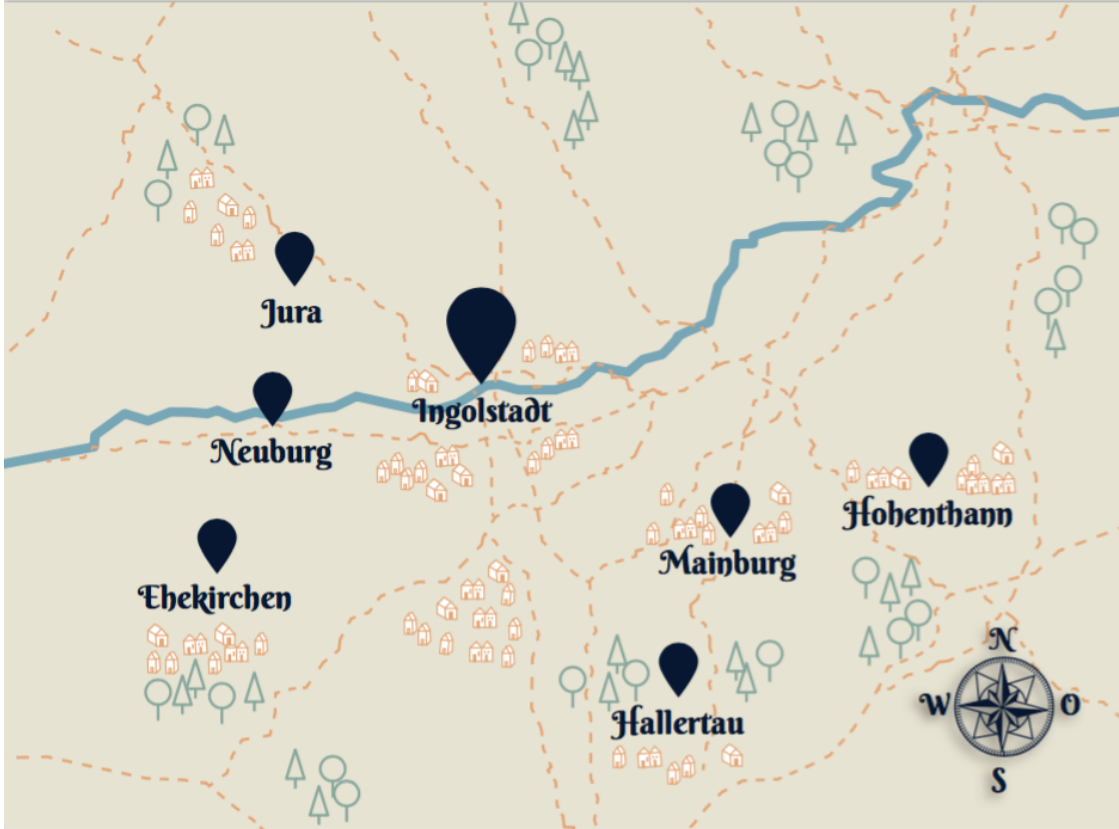 Jura
Ingolstadt
Neuburg
Hohenthann
Mainburg
Ehekirchen
Hallertau
N
W
O
S